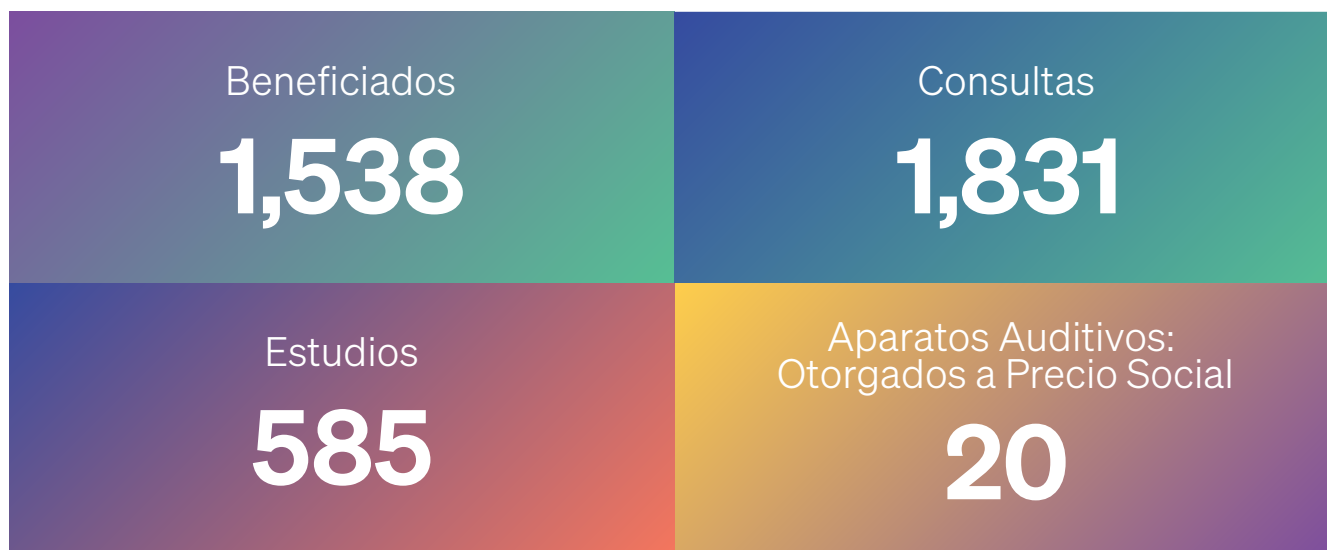 Beneficiados
1,538
Consultas
1,831
Estudios
585
Aparatos Auditivos:
Otorgados a Precio Social
20